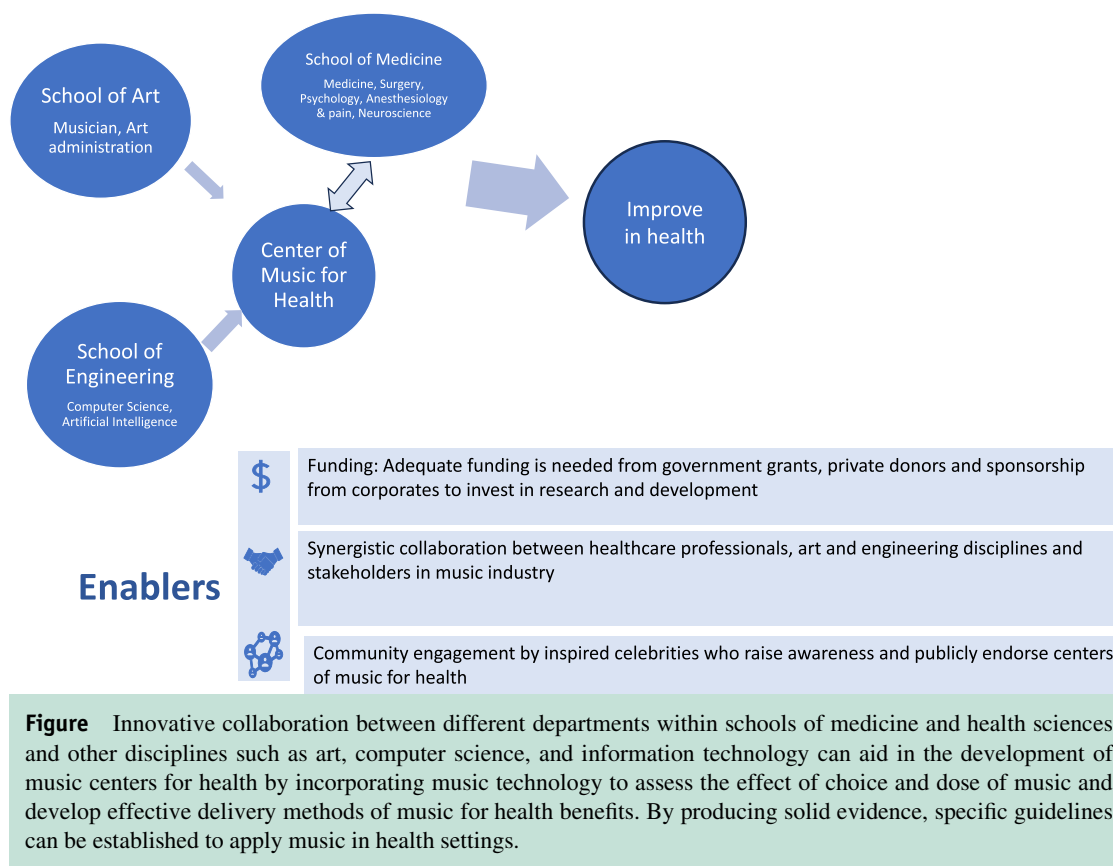 School of Art
Musician, Art
administration
School of Medicine
Medicine, Surgery,
Psychology, Anesthesiology
& pain, Neuroscience
Improve
in health
Center of
Music for
Health
School of
Engineering
Computer Science,
Artificial Intelligence
Enablers
$
Funding: Adequate funding is needed from government grants, private donors and sponsorship
from corporates to invest in research and development
Synergistic collaboration between healthcare professionals, art and engineering disciplines and
stakeholders in music industry
Community engagement by inspired celebrities who raise awareness and publicly endorse centers
of music for health
Figure Innovative collaboration between different departments within schools of medicine and health sciences
and other disciplines such as art, computer science, and information technology can aid in the development of
music centers for health by incorporating music technology to assess the effect of choice and dose of music and
develop effective delivery methods of music for health benefits. By producing solid evidence, specific guidelines
can be established to apply music in health settings.